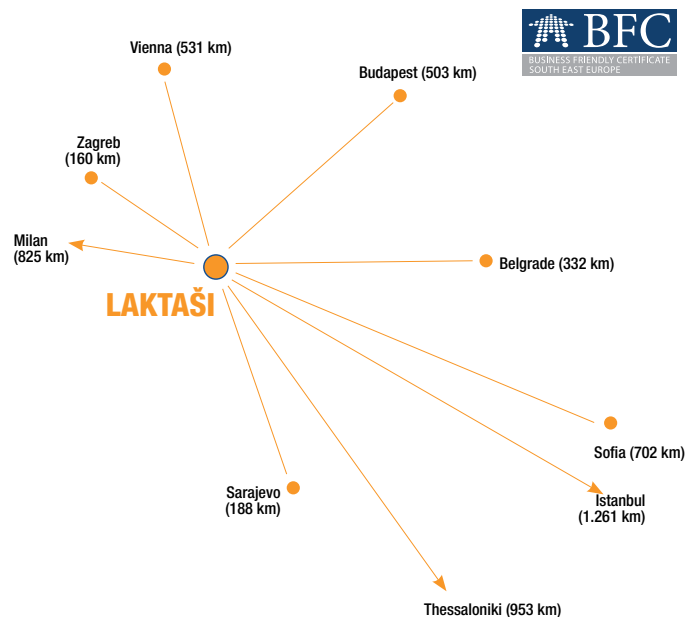 BFC
BUSINESS FRIENDLY CERTIFICATE
SOUTH EAST EUROPE
Vienna (531 km)
Budapest (503 km)
Zagreb
(160 km)
Milan
(825 km)
Belgrade (332 km)
LAKTAŠI
Sofia (702 km)
Sarajevo
(188 km)
Istanbul
(1.261 km)
Thessaloniki (953 km)